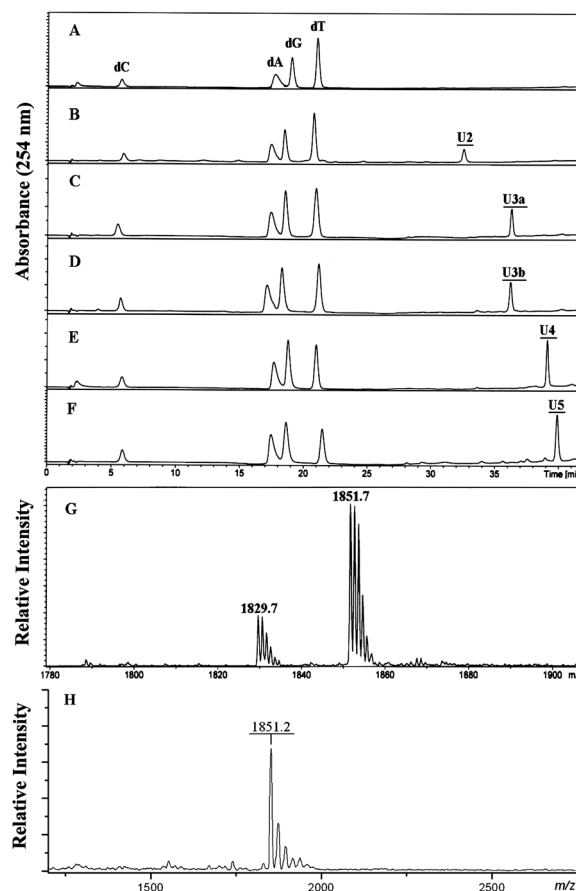 A
dC
dA
dG
dT
B
U2
C
U3a
D
U3b
E
U4
F
U5
Absorbance (254 nm)
0 5 10 15 20 25 30 35 Time [mi
G
1851.7
1829.7
Relative Intensity
1780 1800 1820 1840 1860 1880 1900 m/
H
1851.2
Relative Intensity
1500 2000 2500 m/z